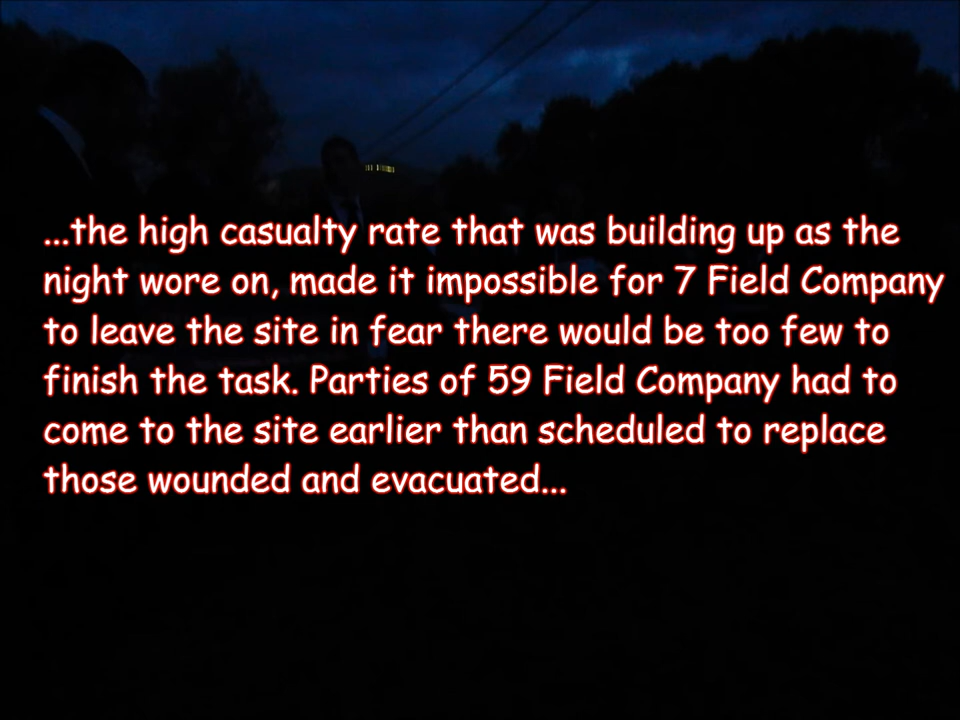 ...the high casualty rate that was building up as the
night wore on, made it impossible for 7 Field Company
to leave the site in fear there would be too few to
finish the task. Parties of 59 Field Company had to
come to the site earlier than scheduled to replace
those wounded and evacuated...